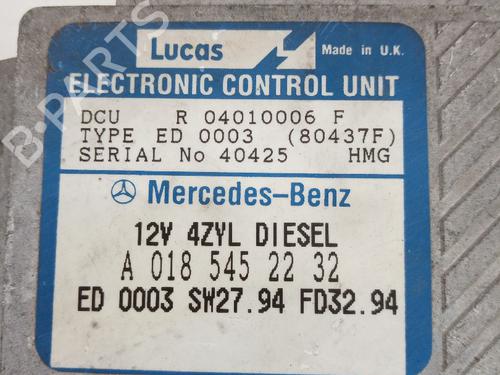 Lucas
Made in U.K.
ELECTRONIC CONTROL UNIT
DCU R 04010006 F
TYPE ED 0003 (80437F)
SERIAL No 40425 HMG
Mercedes-Benz
12V 4ZYL DIESEL
A 018 545 22 32
ED 0003 SW27.94 FD32.94
B-PARTS